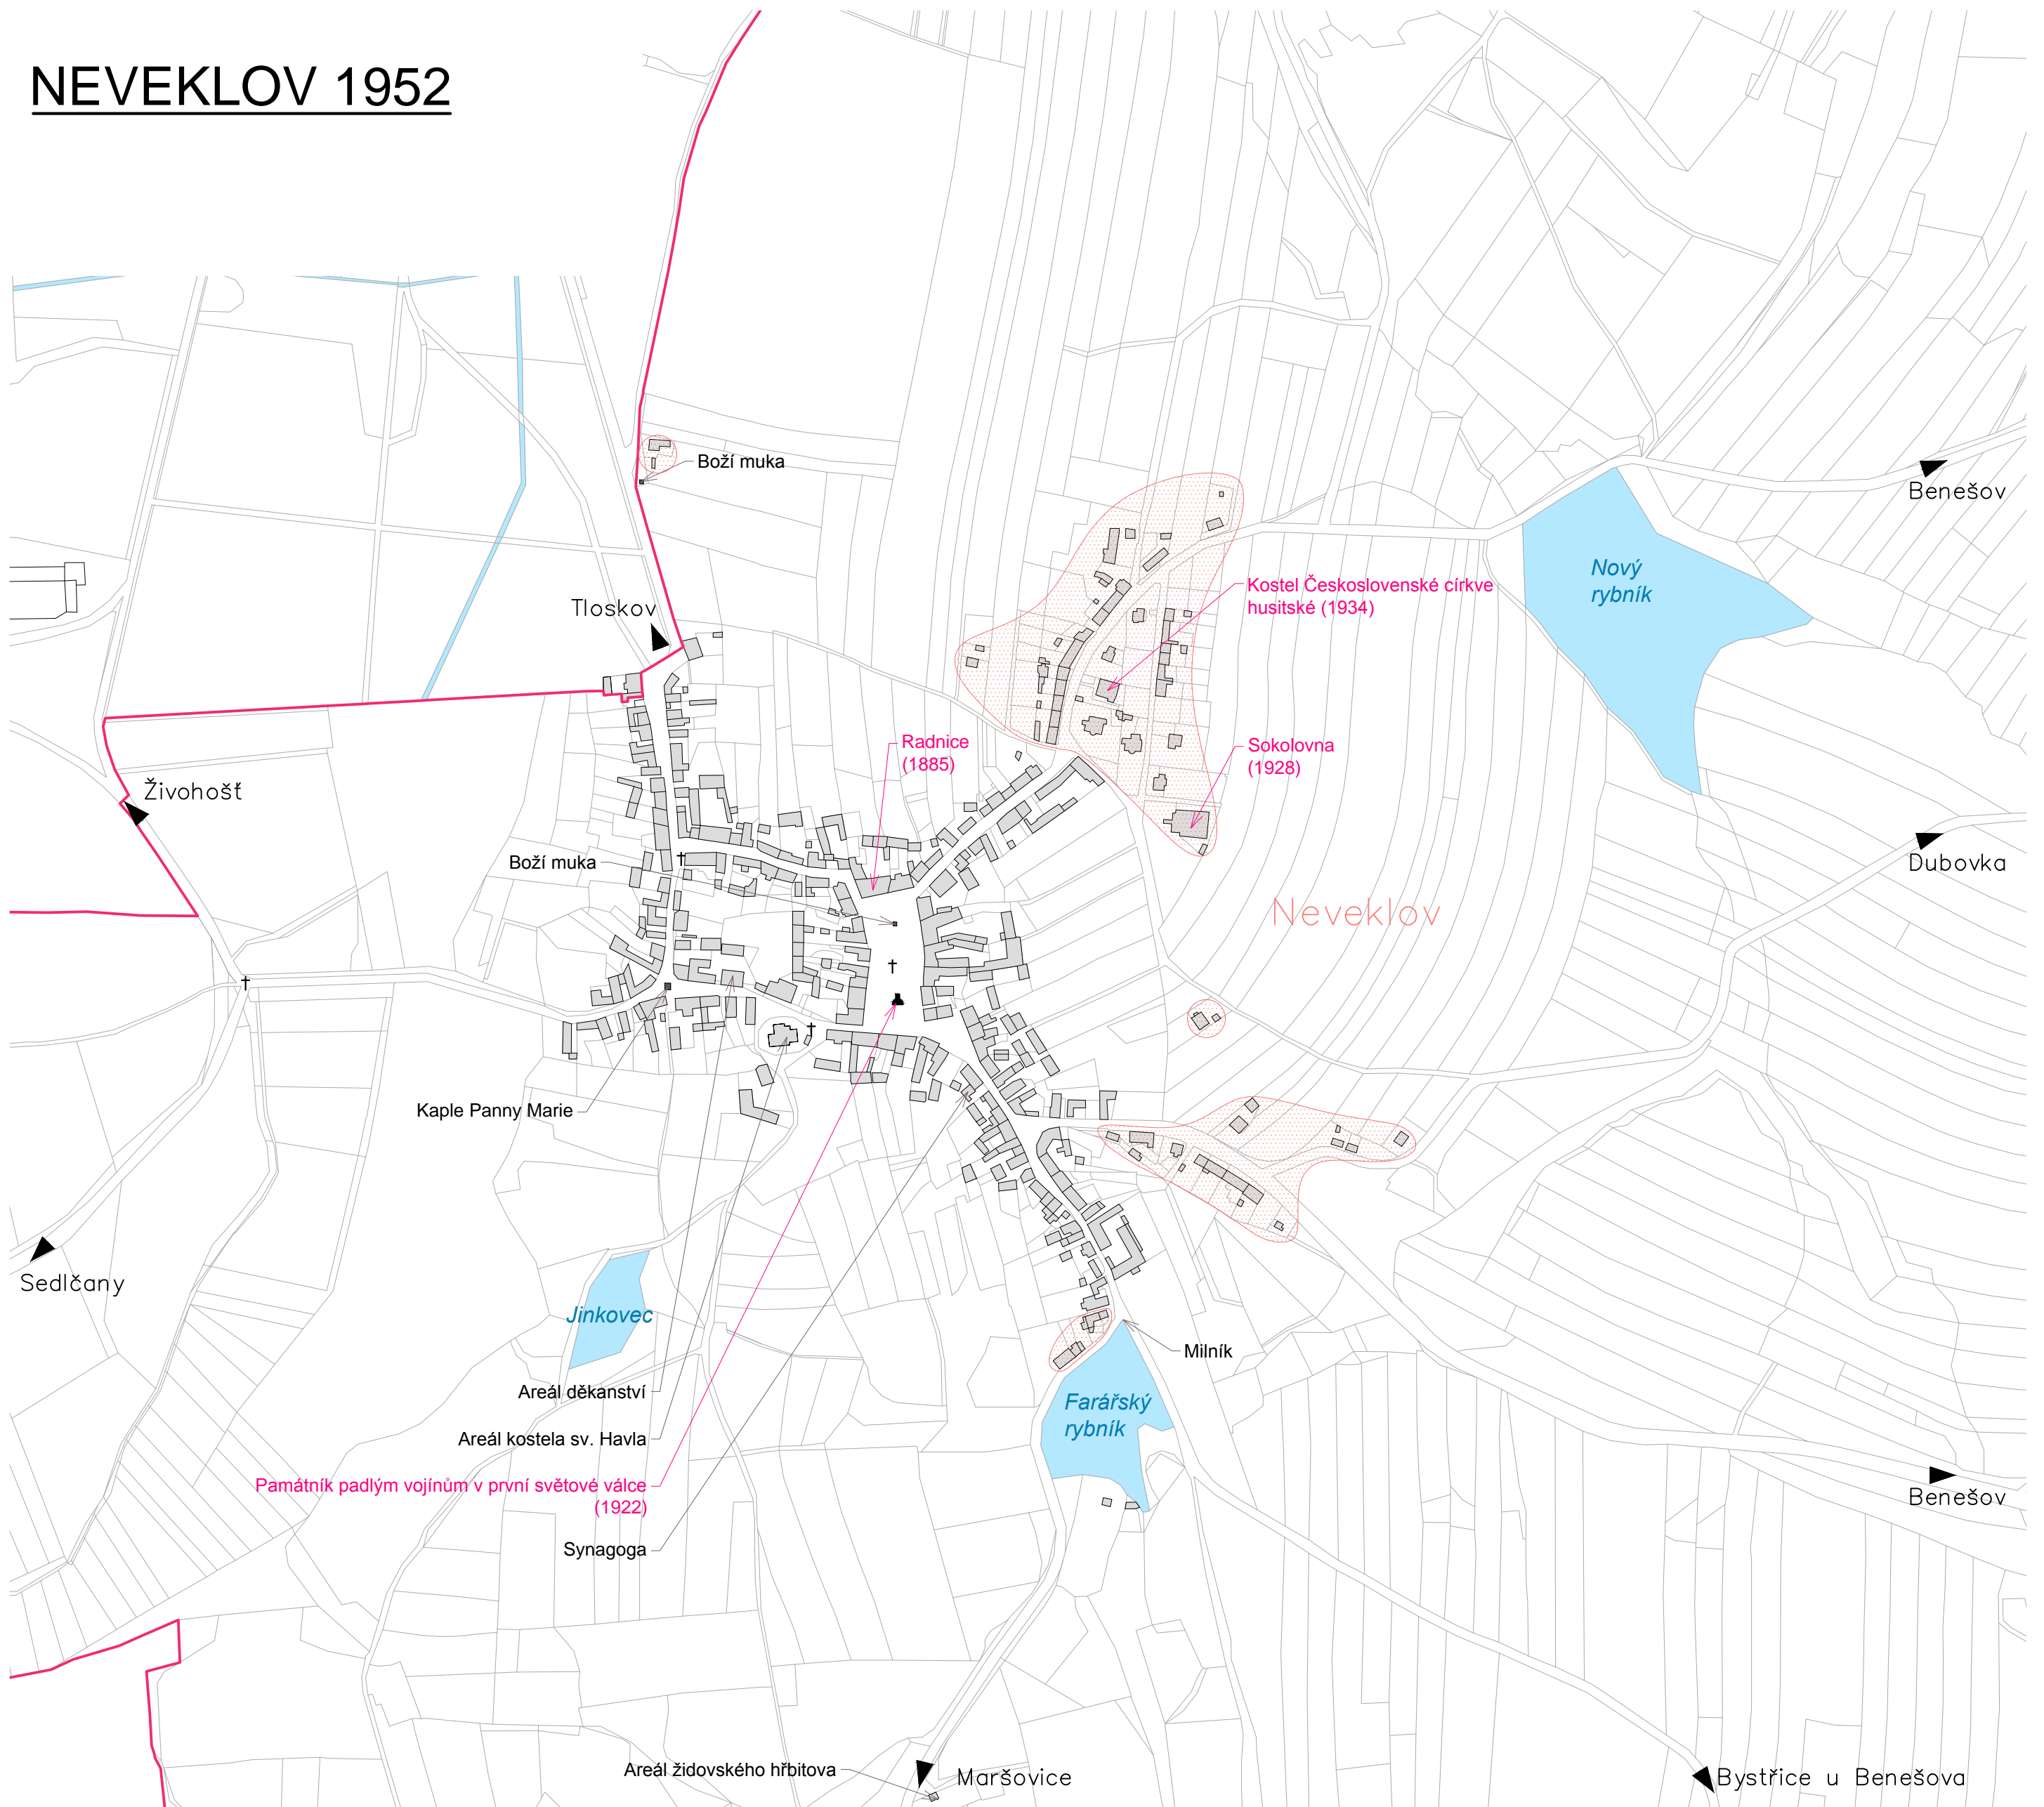 NEVEKLOV 1952
Boží muka
Benešov
Nový
rybník
Kostel Československé církve
husitské (1934)
Tloskov
Radnice
(1885)
Sokolovna
(1928)
Živohošť
Boží muka
Dubovka
Neveklov
Kaple Panny Marie
Sedlčany
Jinkovec
Milník
Areál děkanství
Farářský
rybník
Areál kostela sv. Havla
Památník padlým vojínům v první světové válce
(1922)
Benešov
Synagoga
Areál židovského hřbitova
Maršovice
Bystřice u Benešova